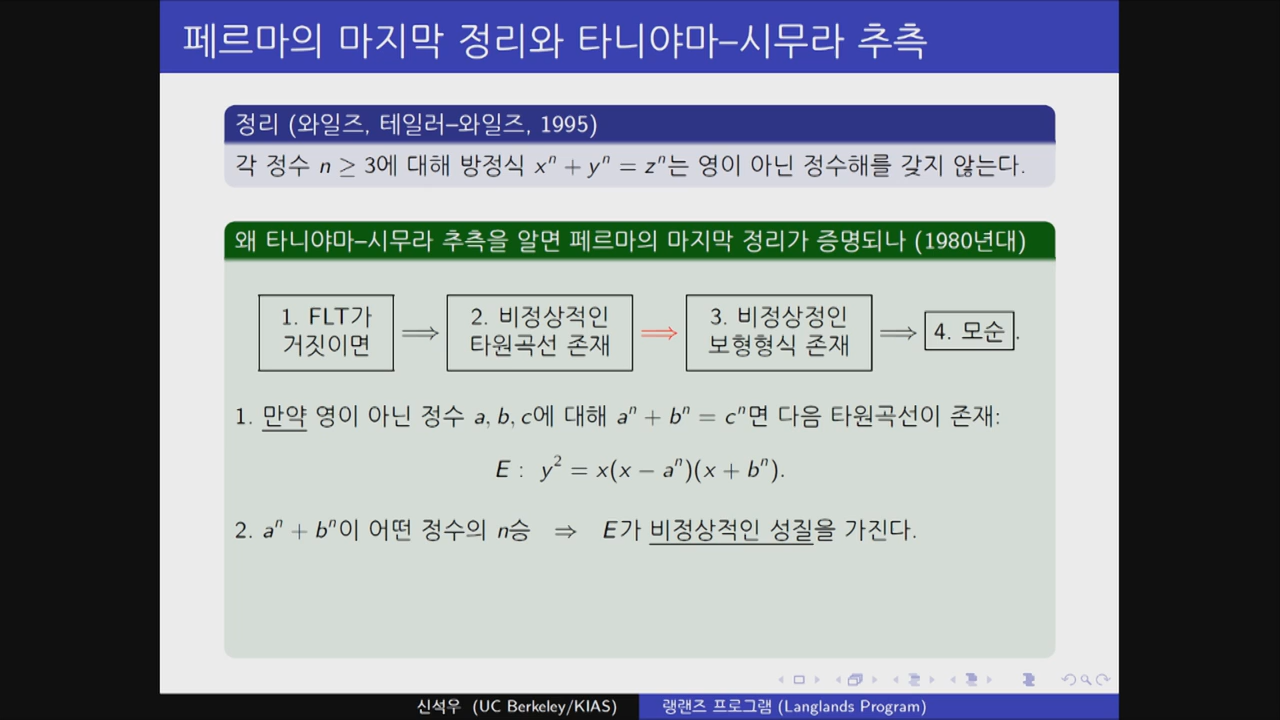 페르마의 마지막 정리와 타니야마–시무라 추측
정리 (와일즈, 테일러–와일즈, 1995)
각 정수 n ≥ 3에 대해 방정식 xⁿ + yⁿ = zⁿ는 영이 아닌 정수해를 갖지 않는다.
왜 타니야마–시무라 추측을 알면 페르마의 마지막 정리가 증명되나 (1980년대)
1. FLT가
거짓이면
⟹
2. 비정상적인
타원곡선 존재
⟹
3. 비정상정인
보형형식 존재
⟹
4. 모순.
1. 만약 영이 아닌 정수 a, b, c에 대해 aⁿ + bⁿ = cⁿ면 다음 타원곡선이 존재:
E : y² = x(x − aⁿ)(x + bⁿ).
2. aⁿ + bⁿ이 어떤 정수의 n승 ⇒ E가 비정상적인 성질을 가진다.
신석우 (UC Berkeley/KIAS)
랭랜즈 프로그램 (Langlands Program)